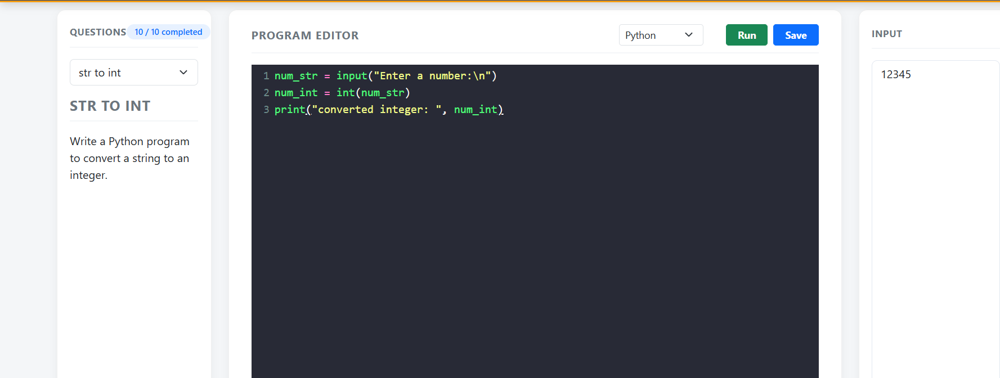 QUESTIONS 10 / 10 completed
str to int
STR TO INT
Write a Python program
to convert a string to an
integer.
PROGRAM EDITOR Python Run Save
1 num_str = input("Enter a number:\n")
2 num_int = int(num_str)
3 print("converted integer: ", num_int)
INPUT
12345